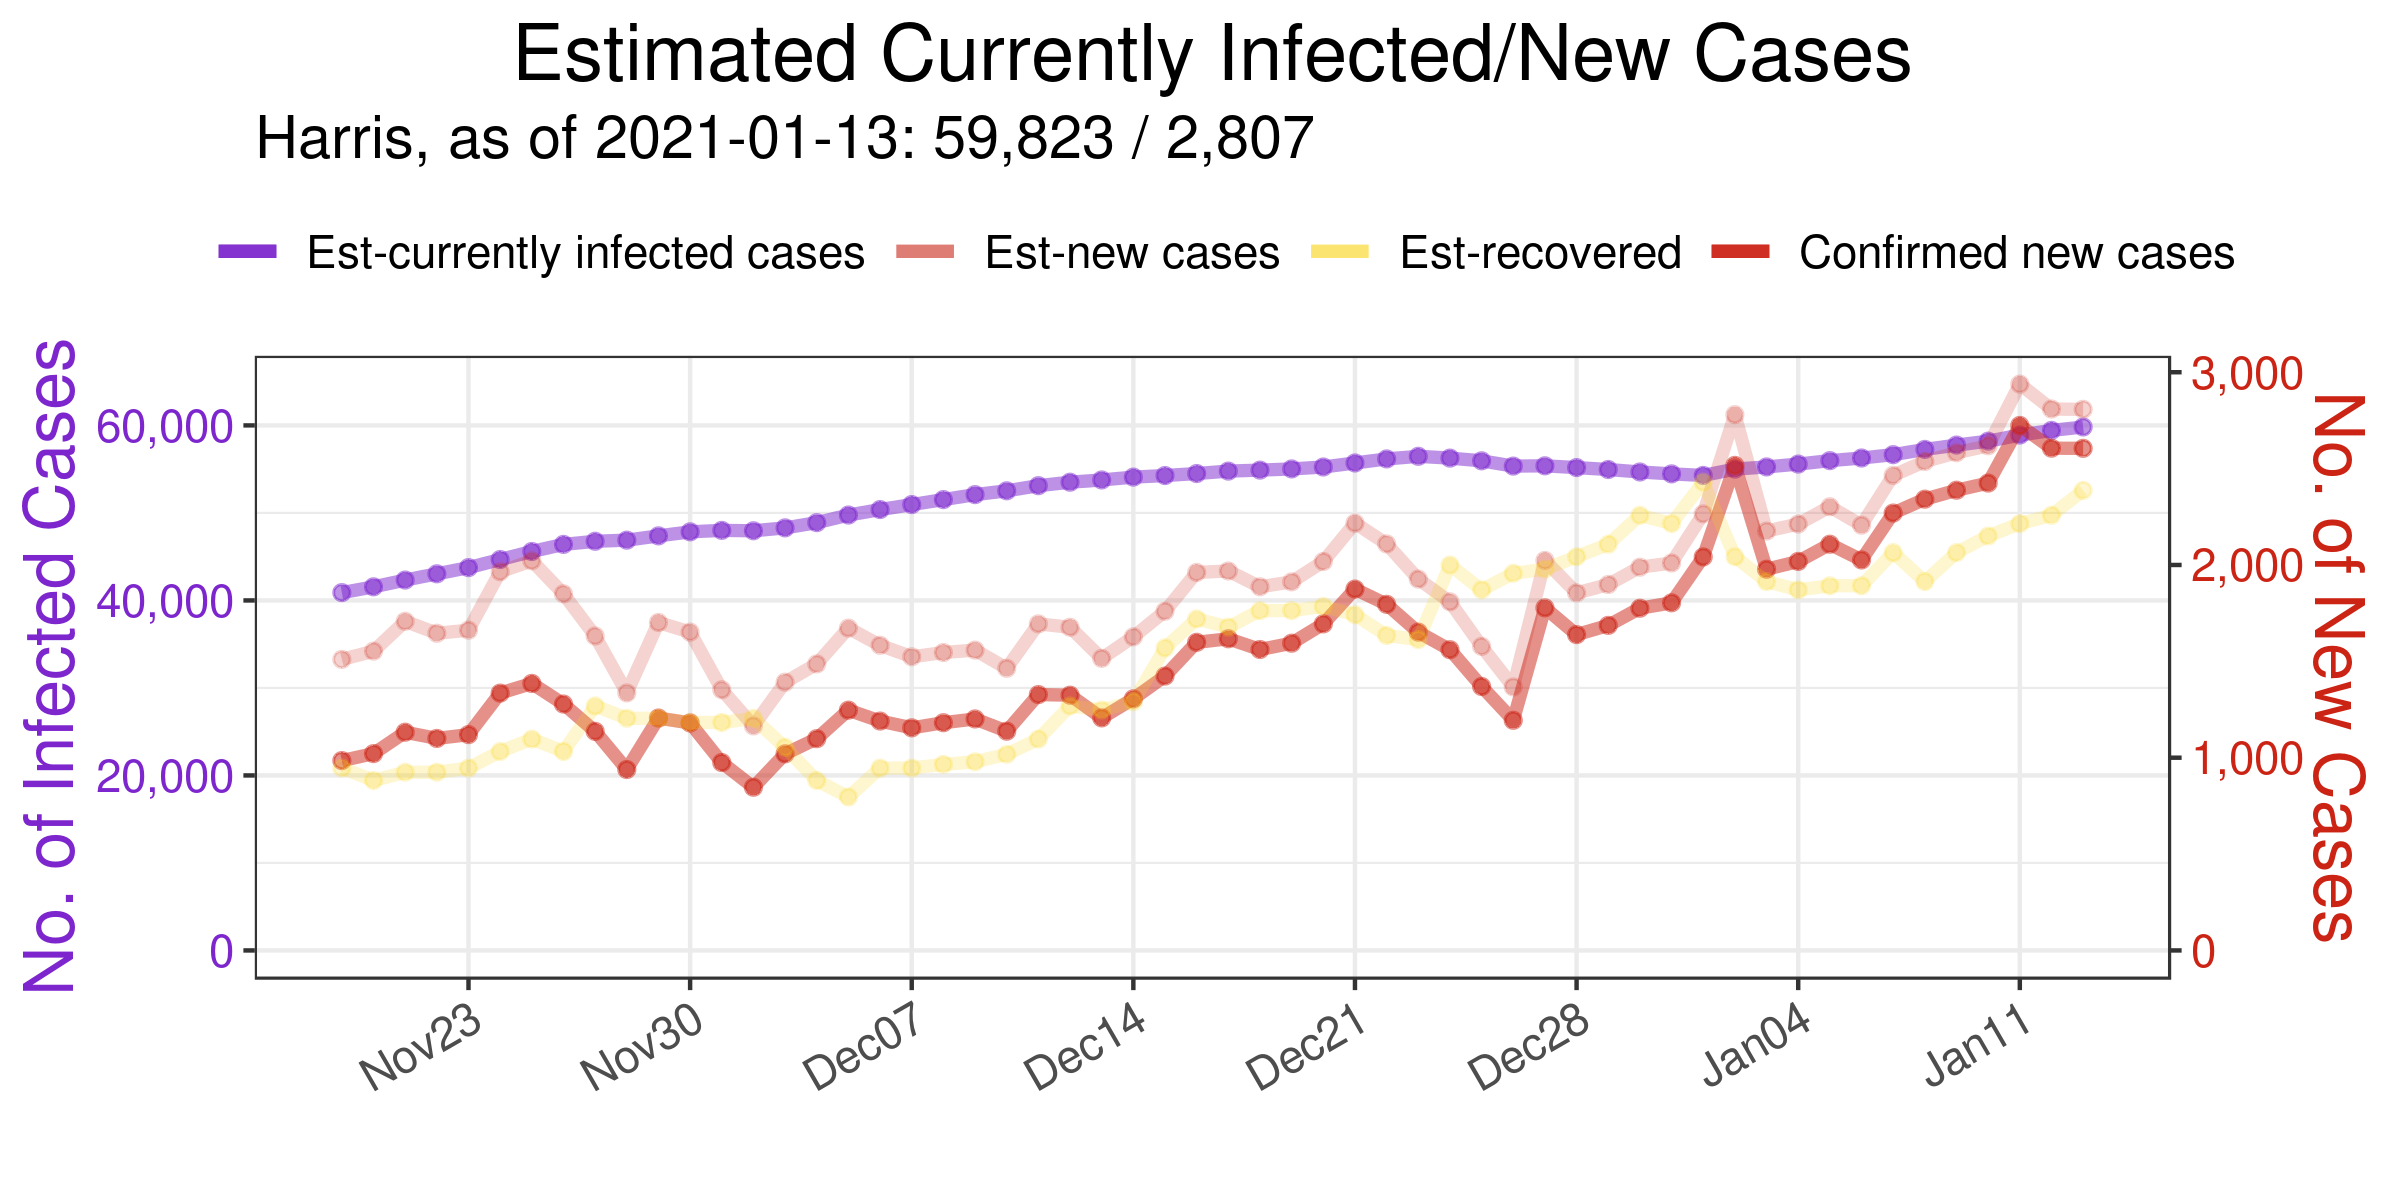 Estimated Currently Infected/New Cases
Harris, as of 2021-01-13: 59,823 / 2,807
Est-currently infected cases Est-new cases Est-recovered Confirmed new cases
No. of Infected Cases
60,000
40,000
20,000
0
3,000
2,000
1,000
0
No. of New Cases
Nov23 Nov30 Dec07 Dec14 Dec21 Dec28 Jan04 Jan11